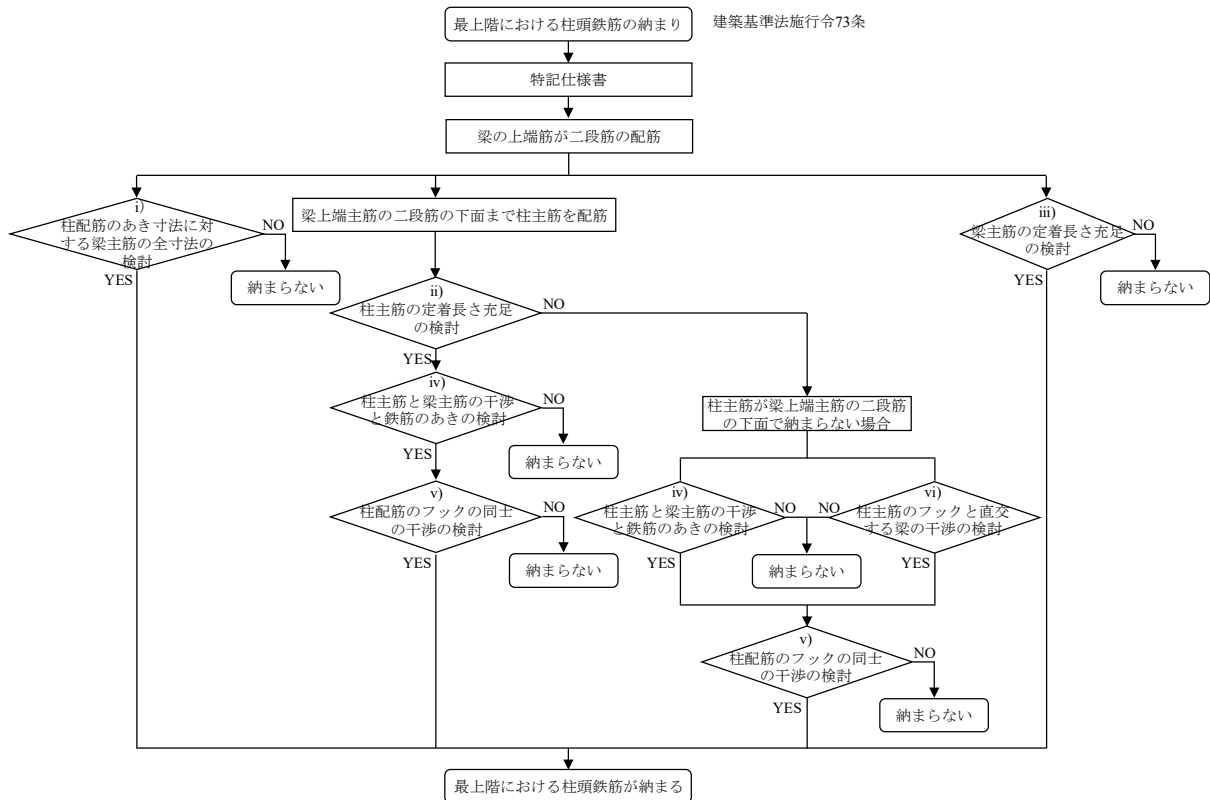 最上階における柱頭鉄筋の納まり
建築基準法施行令73条
特記仕様書
梁の上端筋が二段筋の配筋
i)
柱配筋のあき寸法に対
する梁主筋の全寸法の
検討
NO
YES
納まらない
梁上端主筋の二段筋の下面まで柱主筋を配筋
iii)
梁主筋の定着長さ充足
の検討
NO
YES
納まらない
ii)
柱主筋の定着長さ充足
の検討
NO
YES
iv)
柱主筋と梁主筋の干渉
と鉄筋のあきの検討
NO
YES
納まらない
柱主筋が梁上端主筋の二段筋
の下面で納まらない場合
v)
柱配筋のフックの同士
の干渉の検討
NO
YES
納まらない
iv)
柱主筋と梁主筋の干渉
と鉄筋のあきの検討
NO
YES
vi)
柱主筋のフックと直交
する梁の干渉の検討
NO
YES
納まらない
v)
柱配筋のフックの同士
の干渉の検討
NO
YES
納まらない
最上階における柱頭鉄筋が納まる